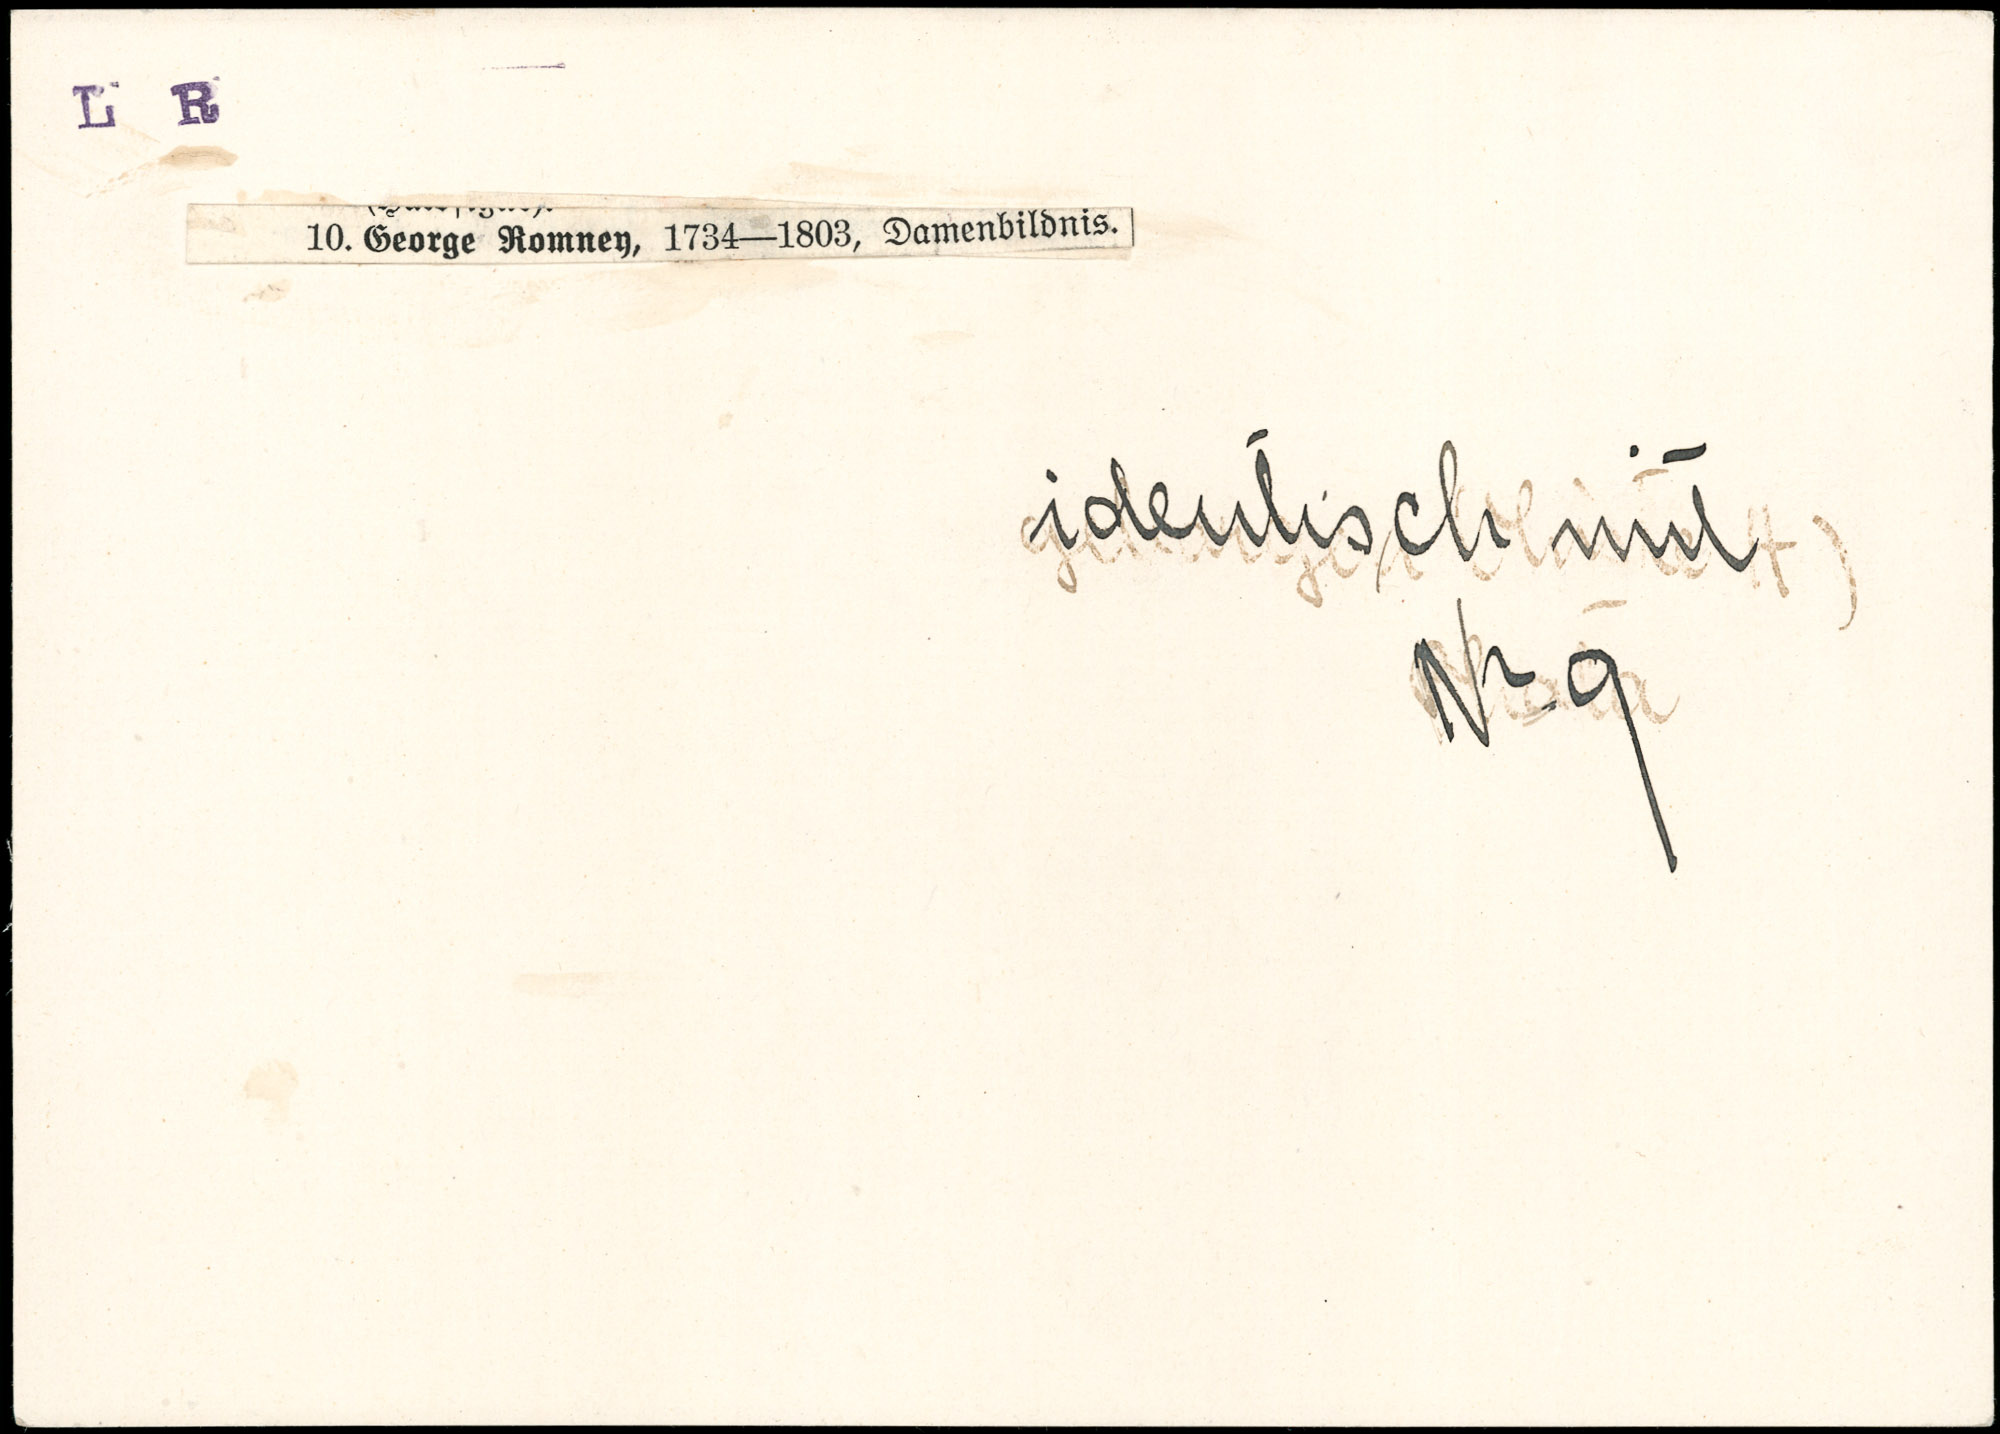 L R
10. George Romney, 1734—1803, Damenbildnis.
identisch mit
Nr 9